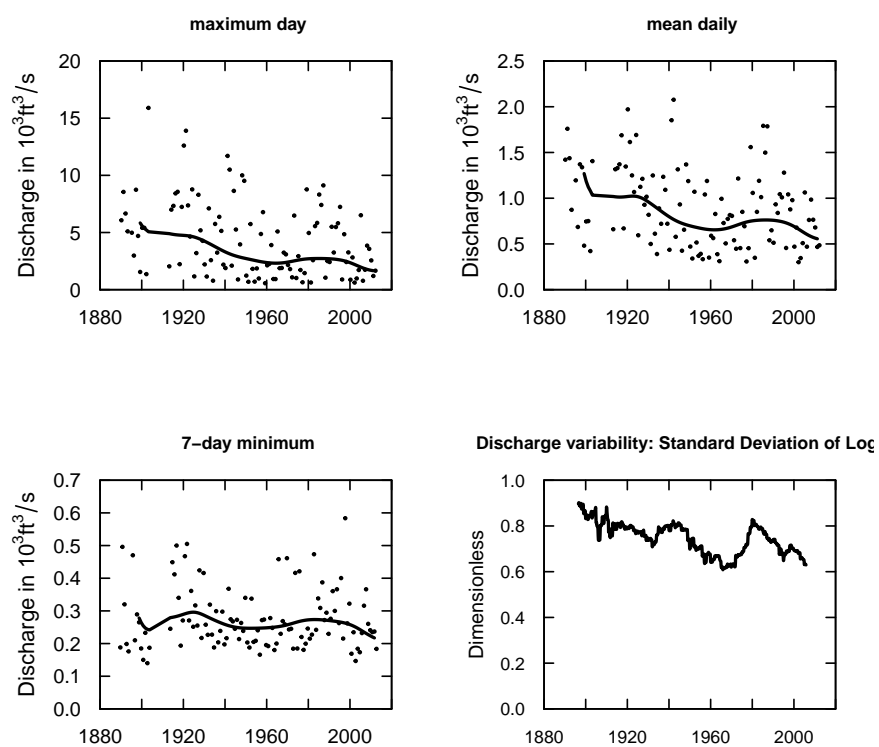 maximum day
mean daily
Discharge in 10³ft³/s
20
15
10
5
0
1880 1920 1960 2000
Discharge in 10³ft³/s
2.5
2.0
1.5
1.0
0.5
0.0
1880 1920 1960 2000
7−day minimum
Discharge variability: Standard Deviation of Log
Discharge in 10³ft³/s
0.7
0.6
0.5
0.4
0.3
0.2
0.1
0.0
1880 1920 1960 2000
Dimensionless
1.0
0.8
0.6
0.4
0.2
0.0
1880 1920 1960 2000